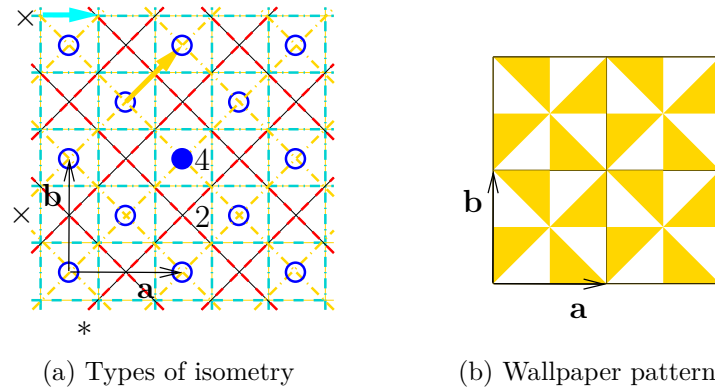 ×
4
b
×
2
a
*
b
a
(a) Types of isometry
(b) Wallpaper pattern